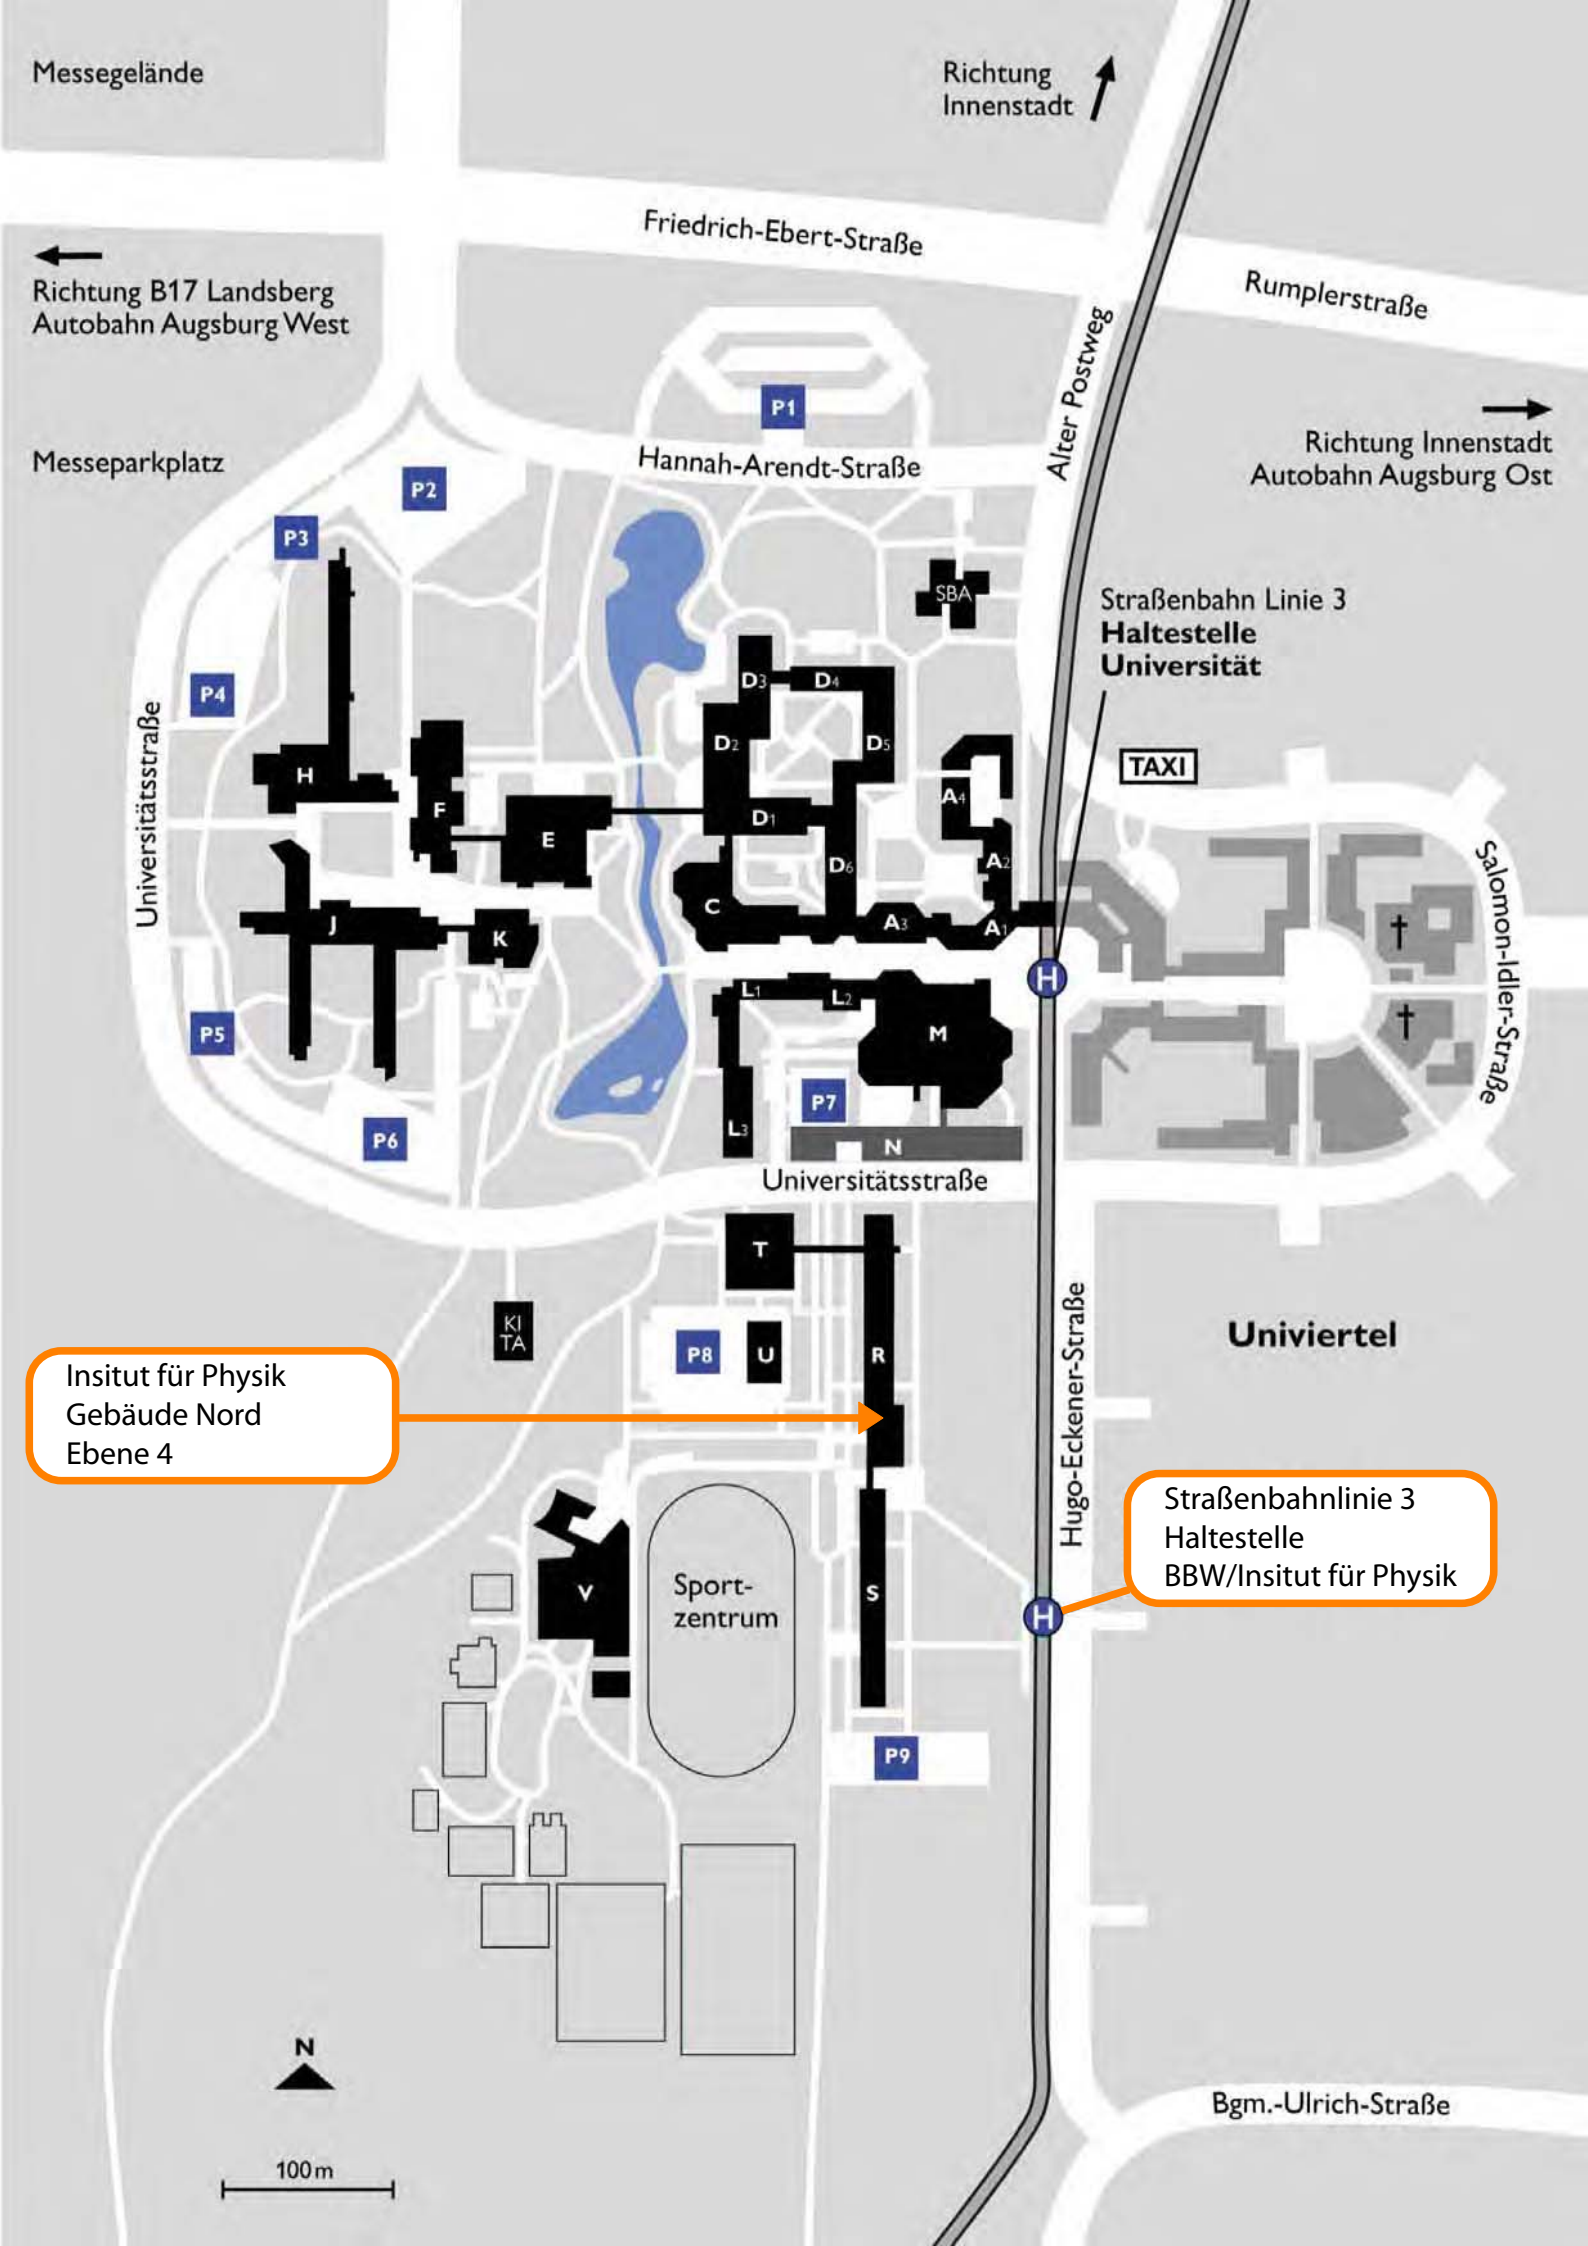 Messegelände
Richtung
Innenstadt
Friedrich-Ebert-Straße
Richtung B17 Landsberg
Autobahn Augsburg West
Rumplerstraße
Alter Postweg
P1
Richtung Innenstadt
Autobahn Augsburg Ost
Messeparkplatz
Hannah-Arendt-Straße
P2
P3
SBA
Straßenbahn Linie 3
Haltestelle
Universität
P4
D3
D4
D2
D5
Universitätsstraße
TAXI
H
F
A4
E
D1
D6
A2
Salomon-Idler-Straße
C
J
K
A3
A1
H
L1
L2
P5
M
P7
P6
L3
N
Universitätsstraße
T
KI
TA
P8
U
R
Hugo-Eckener-Straße
Univiertel
Insitut für Physik
Gebäude Nord
Ebene 4
Straßenbahnlinie 3
Haltestelle
BBW/Insitut für Physik
V
Sport-
zentrum
S
H
P9
N
Bgm.-Ulrich-Straße
100 m